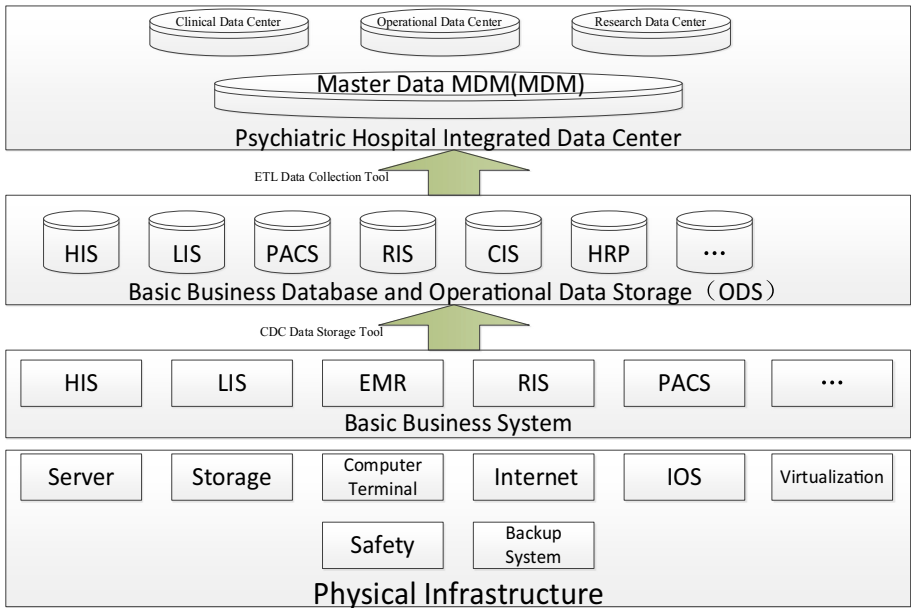 Clinical Data Center
Operational Data Center
Research Data Center
Master Data MDM(MDM)
Psychiatric Hospital Integrated Data Center
ETL Data Collection Tool
HIS
LIS
PACS
RIS
CIS
HRP
...
Basic Business Database and Operational Data Storage（ODS）
CDC Data Storage Tool
HIS
LIS
EMR
RIS
PACS
...
Basic Business System
Server
Storage
Computer
Terminal
Internet
IOS
Virtualization
Safety
Backup
System
Physical Infrastructure